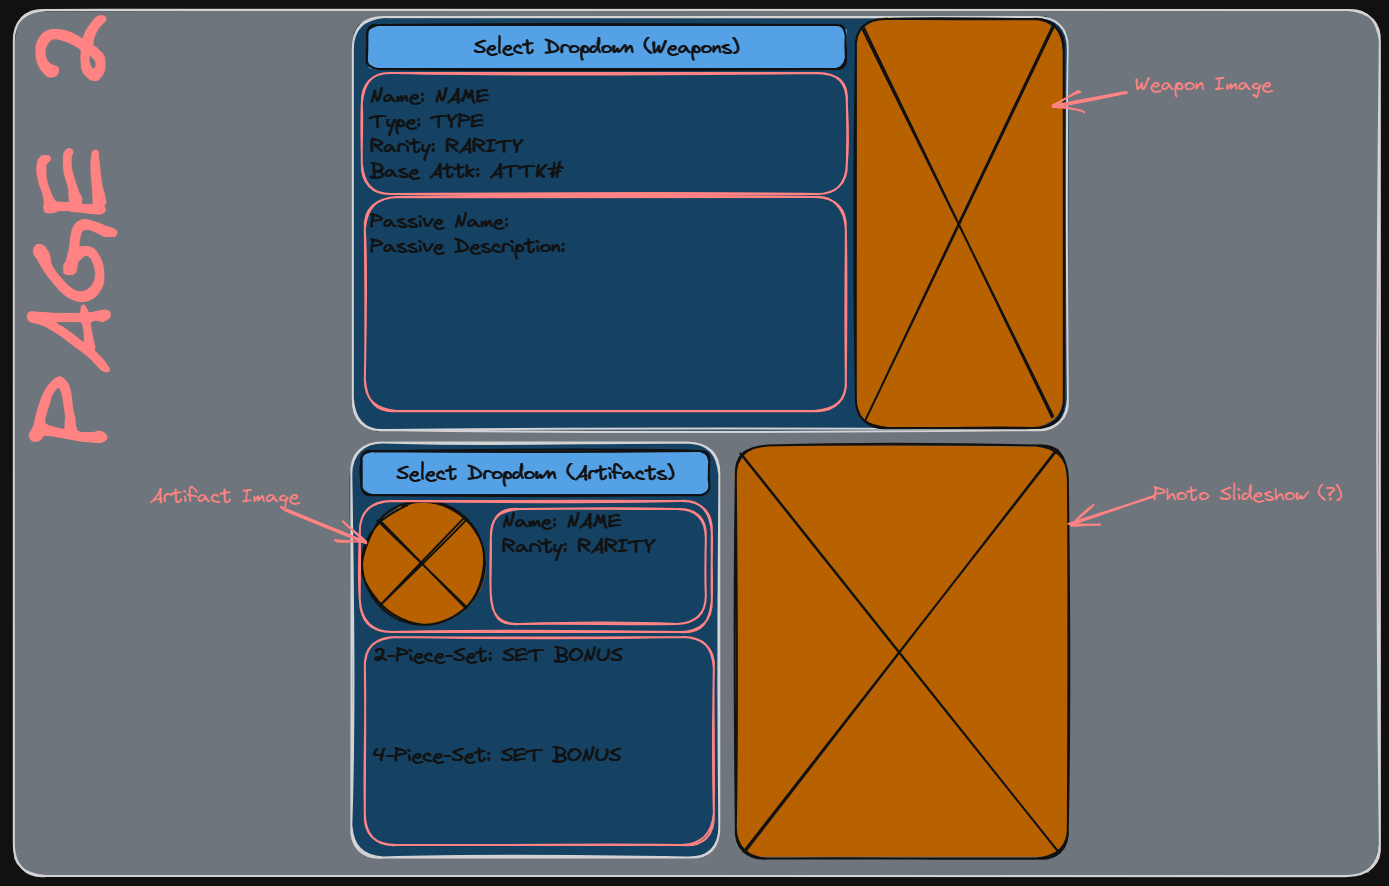 PAGE 2
Select Dropdown (Weapons)
Name: NAME
Type: TYPE
Rarity: RARITY
Base Attk: ATTK#
Passive Name:
Passive Description:
Weapon Image
Select Dropdown (Artifacts)
Artifact Image
Name: NAME
Rarity: RARITY
2-Piece-Set: SET BONUS
4-Piece-Set: SET BONUS
Photo Slideshow (?)